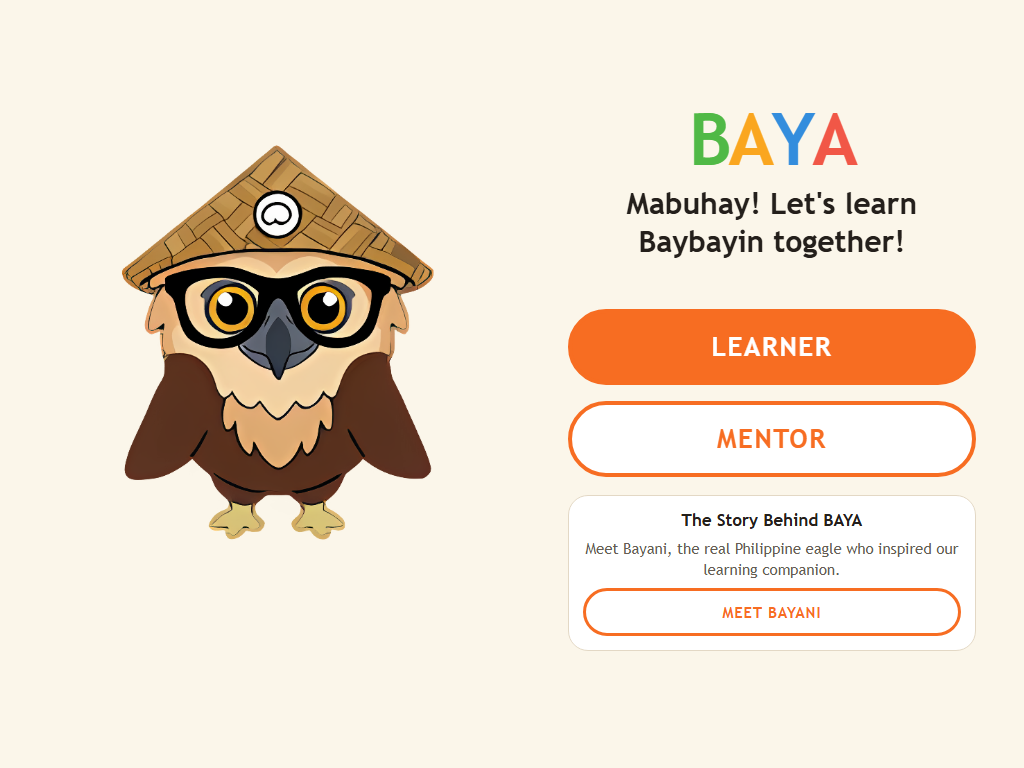 ᜊ
BAYA
Mabuhay! Let's learn
Baybayin together!
LEARNER
MENTOR
The Story Behind BAYA
Meet Bayani, the real Philippine eagle who inspired our
learning companion.
MEET BAYANI